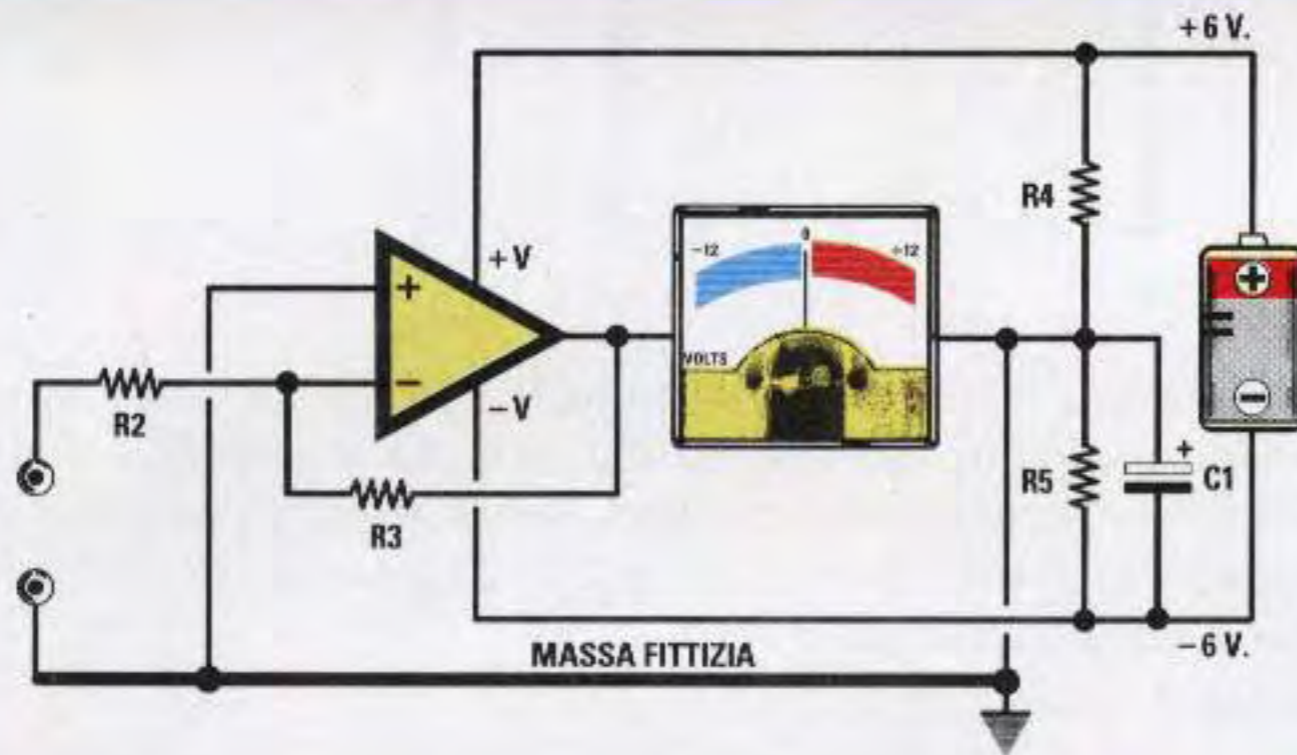 +6 V.
R4
-12
0
+12
+V
+
VOLTS
+
-
R2
-V
R3
-
+
R5
C1
MASSA FITTIZIA
-6 V.